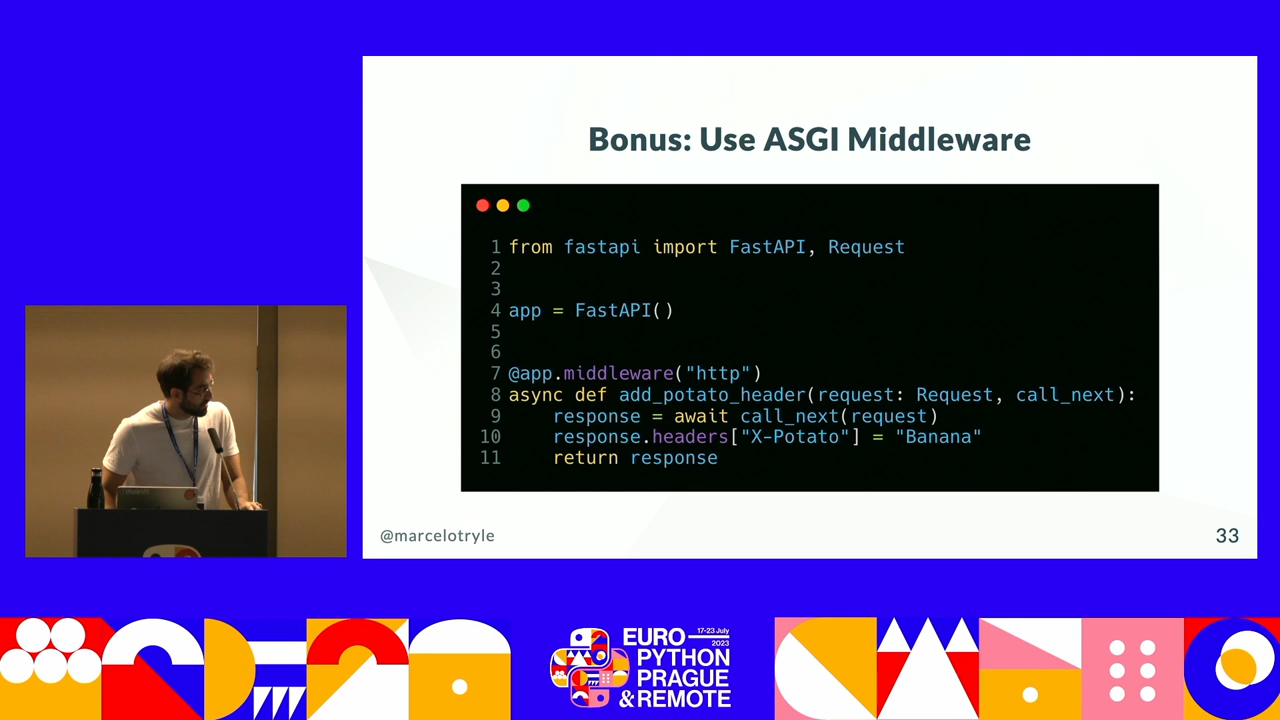 Bonus: Use ASGI Middleware
1 from fastapi import FastAPI, Request
2
3
4 app = FastAPI()
5
6
7 @app.middleware("http")
8 async def add_potato_header(request: Request, call_next):
9     response = await call_next(request)
10     response.headers["X-Potato"] = "Banana"
11     return response
@marcelotryle
33
EURO
17-23 July
2023
PYTHON
PRAGUE
& REMOTE